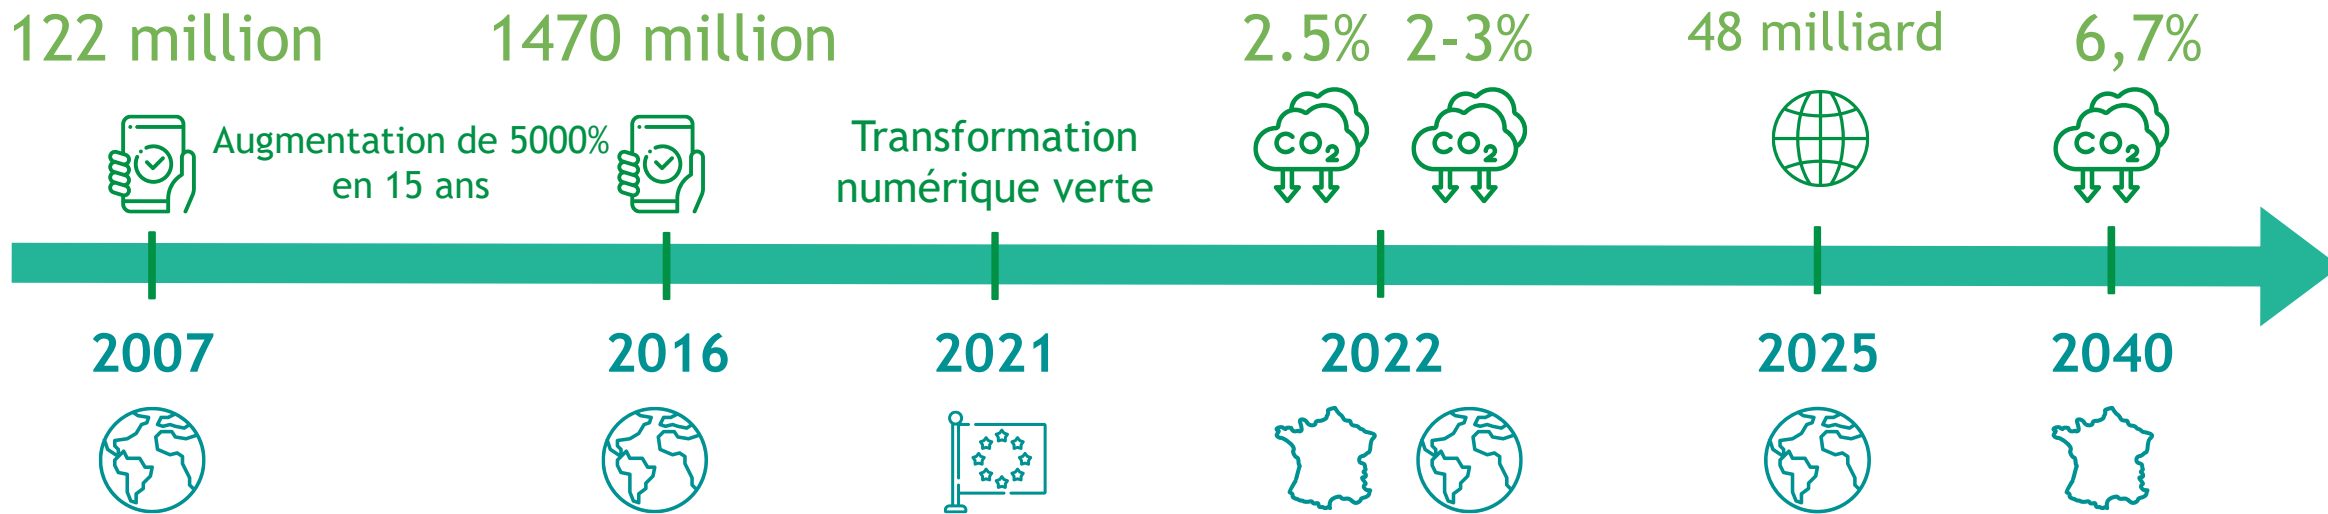 122 million
1470 million
2.5%
2-3%
48 milliard
6,7%
Augmentation de 5000%
en 15 ans
Transformation
numérique verte
CO2
CO2
CO2
2007
2016
2021
2022
2025
2040